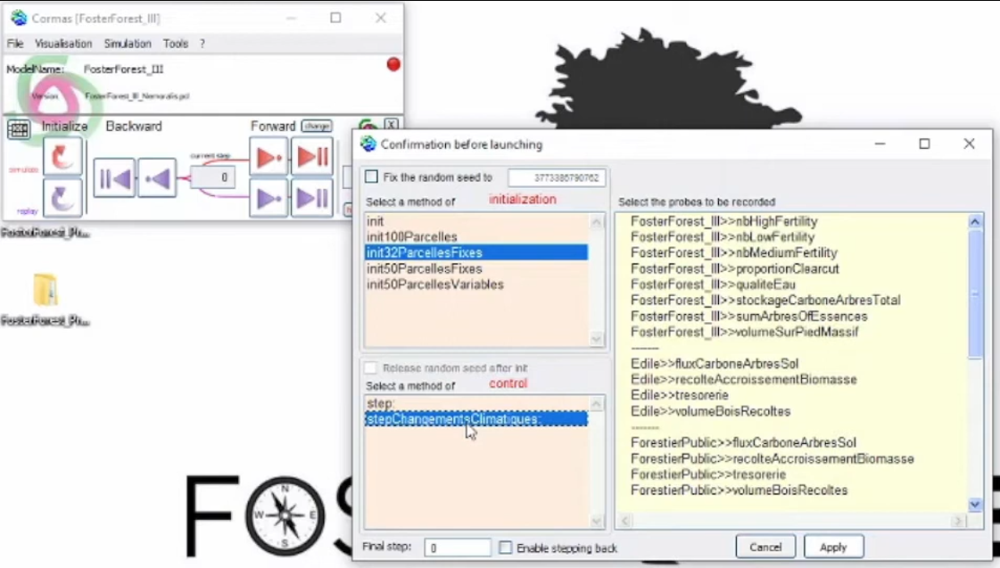 Cormas [FosterForest_III]
File Visualisation Simulation Tools ?
ModelName: FosterForest_III
Version: FosterForest_III_Nemoralis.pcl
Initialize Backward Forward change X
simulate
current step
0
replay
FosterForest_Pr...
FosterForest_Pr...
FOS
N
W E
S
Confirmation before launching
Fix the random seed to 3773386790762
Select a method of initialization
init
init100Parcelles
init32ParcellesFixes
init50ParcellesFixes
init50ParcellesVariables
Release random seed after init
Select a method of control
step:
stepChangementsClimatiques:
Final step: 0 Enable stepping back
Select the probes to be recorded
FosterForest_III>>nbHighFertility
FosterForest_III>>nbLowFertility
FosterForest_III>>nbMediumFertility
FosterForest_III>>proportionClearcut
FosterForest_III>>qualiteEau
FosterForest_III>>stockageCarboneArbresTotal
FosterForest_III>>sumArbresOfEssences
FosterForest_III>>volumeSurPiedMassif
------
Edile>>fluxCarboneArbresSol
Edile>>recolteAccroissementBiomasse
Edile>>tresorerie
Edile>>volumeBoisRecoltes
------
ForestierPublic>>fluxCarboneArbresSol
ForestierPublic>>recolteAccroissementBiomasse
ForestierPublic>>tresorerie
ForestierPublic>>volumeBoisRecoltes
Cancel Apply